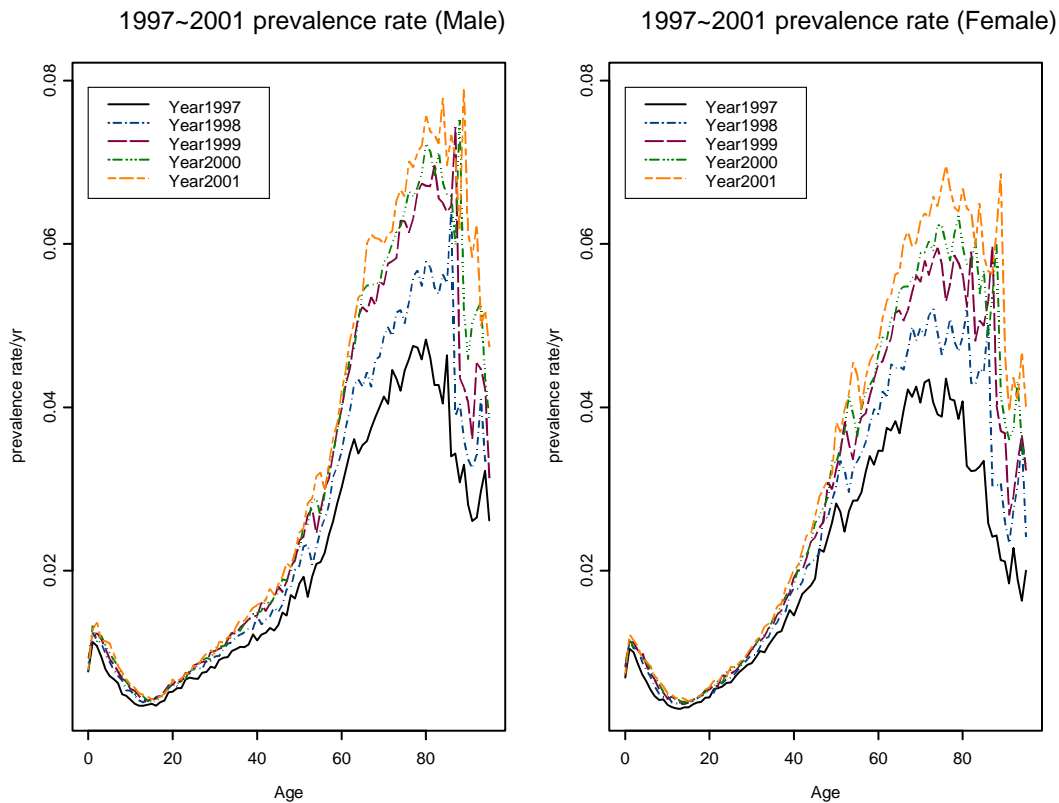 1997~2001 prevalence rate (Male)
prevalence rate/yr
0.08
0.06
0.04
0.02
Year1997
Year1998
Year1999
Year2000
Year2001
0 20 40 60 80
Age
1997~2001 prevalence rate (Female)
prevalence rate/yr
0.08
0.06
0.04
0.02
Year1997
Year1998
Year1999
Year2000
Year2001
0 20 40 60 80
Age